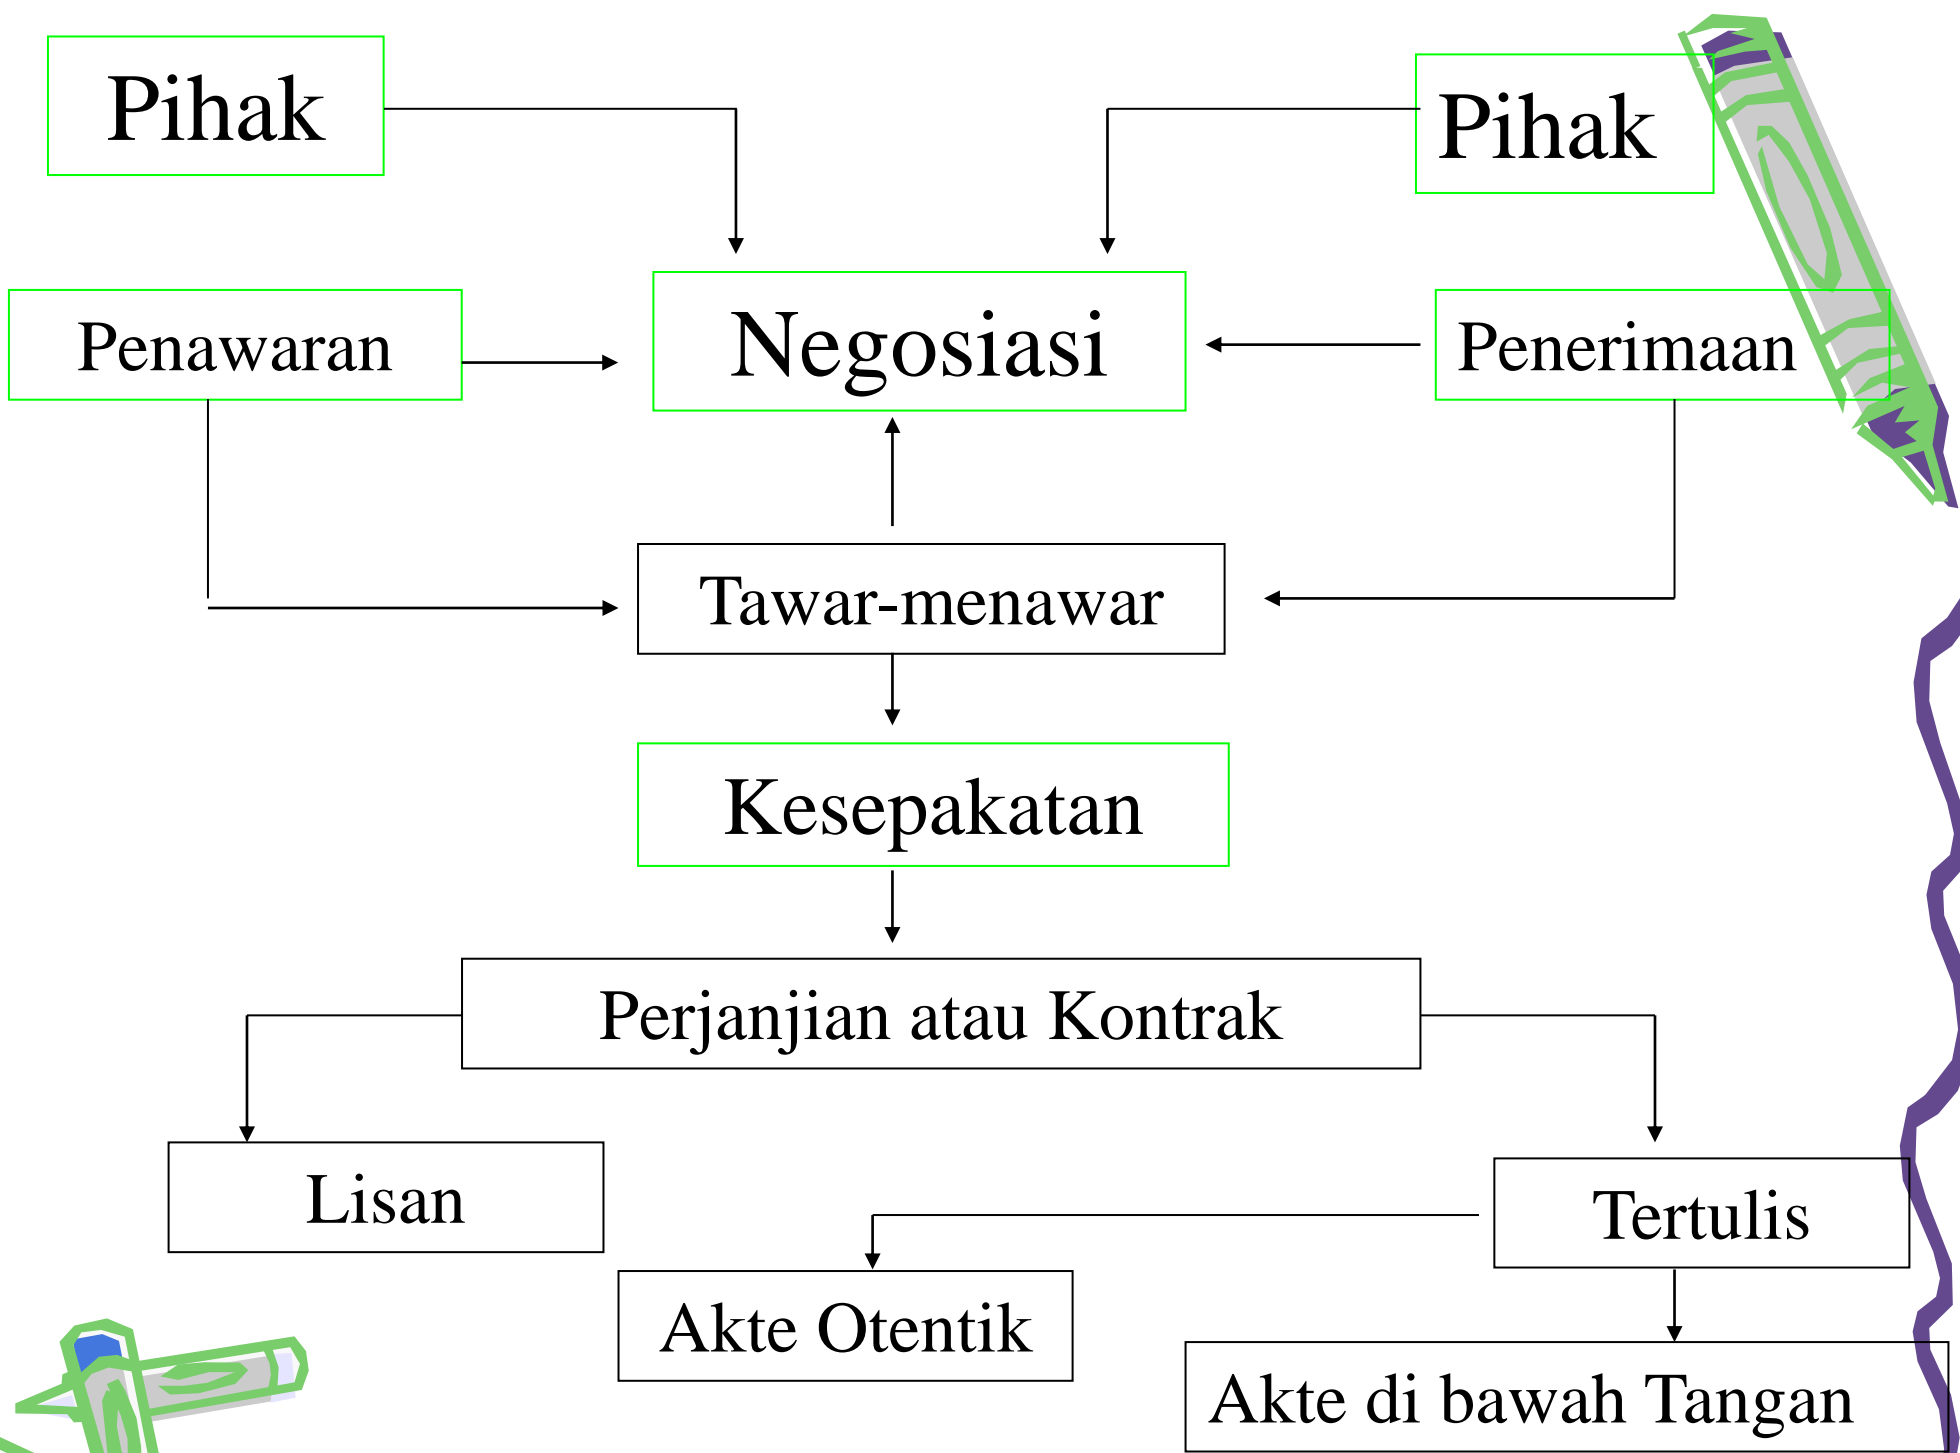 Pihak
Pihak
Penawaran
Negosiasi
Penerimaan
Tawar-menawar
Kesepakatan
Perjanjian atau Kontrak
Lisan
Tertulis
Akte Otentik
Akte di bawah Tangan